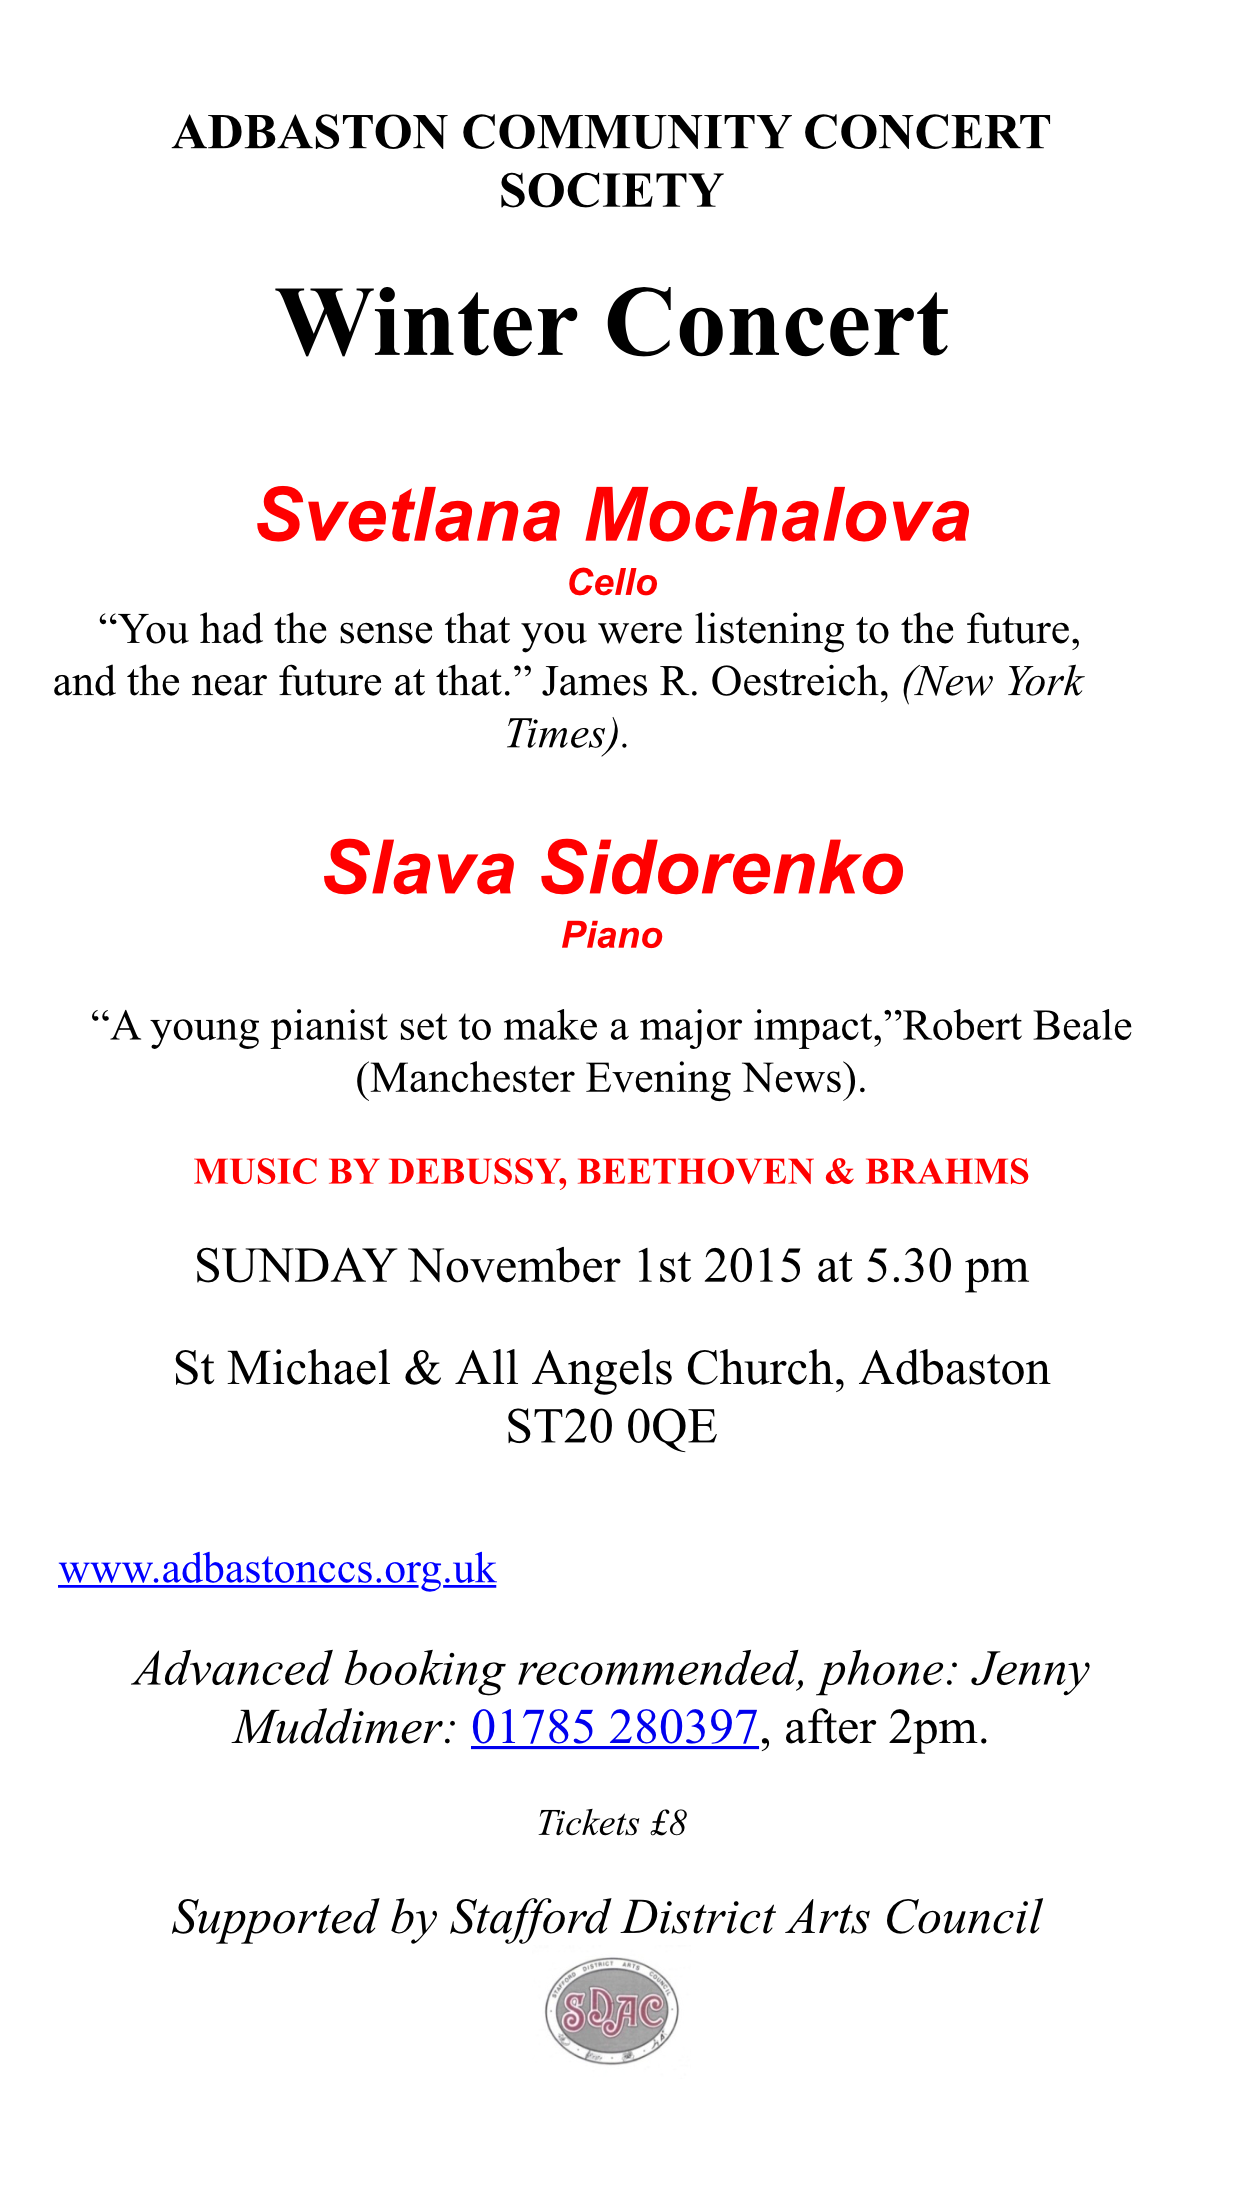 ADBASTON COMMUNITY CONCERT
SOCIETY
Winter Concert
Svetlana Mochalova
Cello
“You had the sense that you were listening to the future,
and the near future at that.” James R. Oestreich, (New York
Times).
Slava Sidorenko
Piano
“A young pianist set to make a major impact,”Robert Beale
(Manchester Evening News).
MUSIC BY DEBUSSY, BEETHOVEN & BRAHMS
SUNDAY November 1st 2015 at 5.30 pm
St Michael & All Angels Church, Adbaston
ST20 0QE
www.adbastonccs.org.uk
Advanced booking recommended, phone: Jenny
Muddimer: 01785 280397, after 2pm.
Tickets £8
Supported by Stafford District Arts Council
STAFFORD DISTRICT ARTS COUNCIL
SDAC